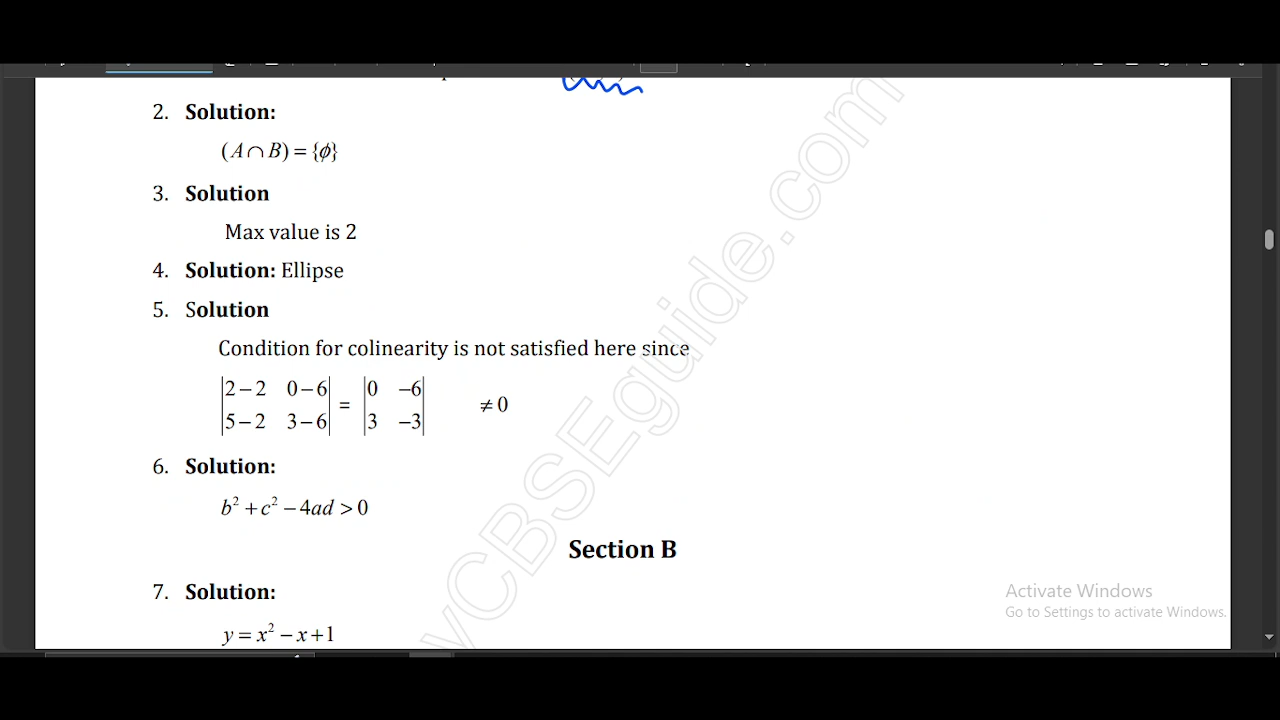 2. Solution:
(A∩B) = {ϕ}
3. Solution
Max value is 2
4. Solution: Ellipse
5. Solution
Condition for colinearity is not satisfied here since
|2−2 0−6| = |0 −6| ≠ 0
|5−2 3−6| |3 −3|
6. Solution:
b² + c² − 4ad > 0
Section B
7. Solution:
y = x² − x + 1
yCBSEguide.com
Activate Windows
Go to Settings to activate Windows.